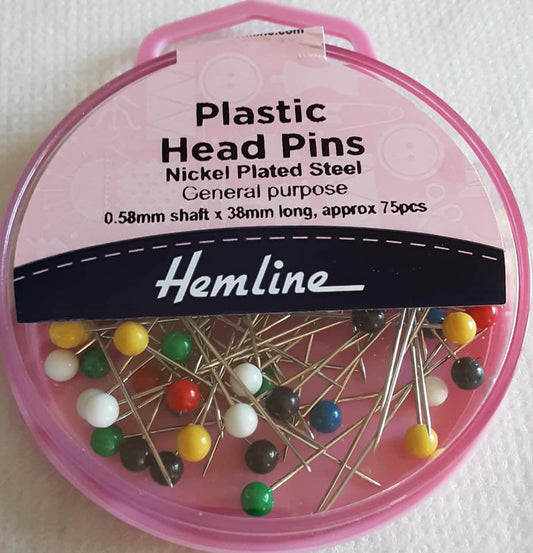 Plastic
Head Pins
Nickel Plated Steel
General purpose
0.58mm shaft x 38mm long, approx 75pcs
Hemline